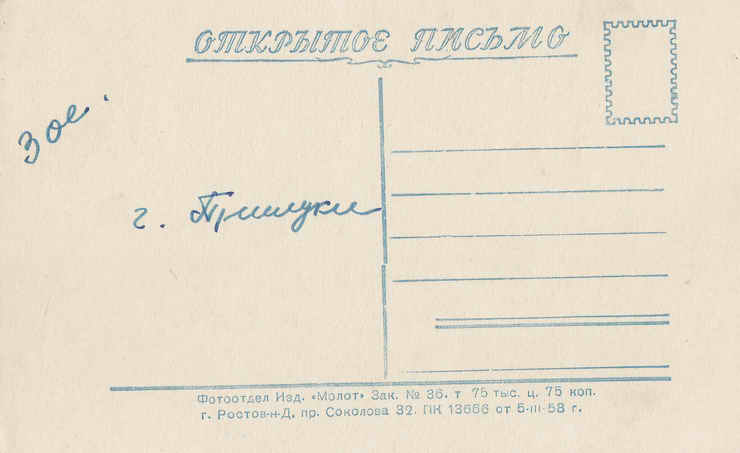 ОТКРЫТОЕ ПИСЬМО
г. Прилуки
Фотоотдел Изд. «Молот» Зак. № 36. т 75 тыс. ц. 75 коп.
г. Ростов-н-Д, пр. Соколова 32. ПК 13666 от 5-III-58 г.